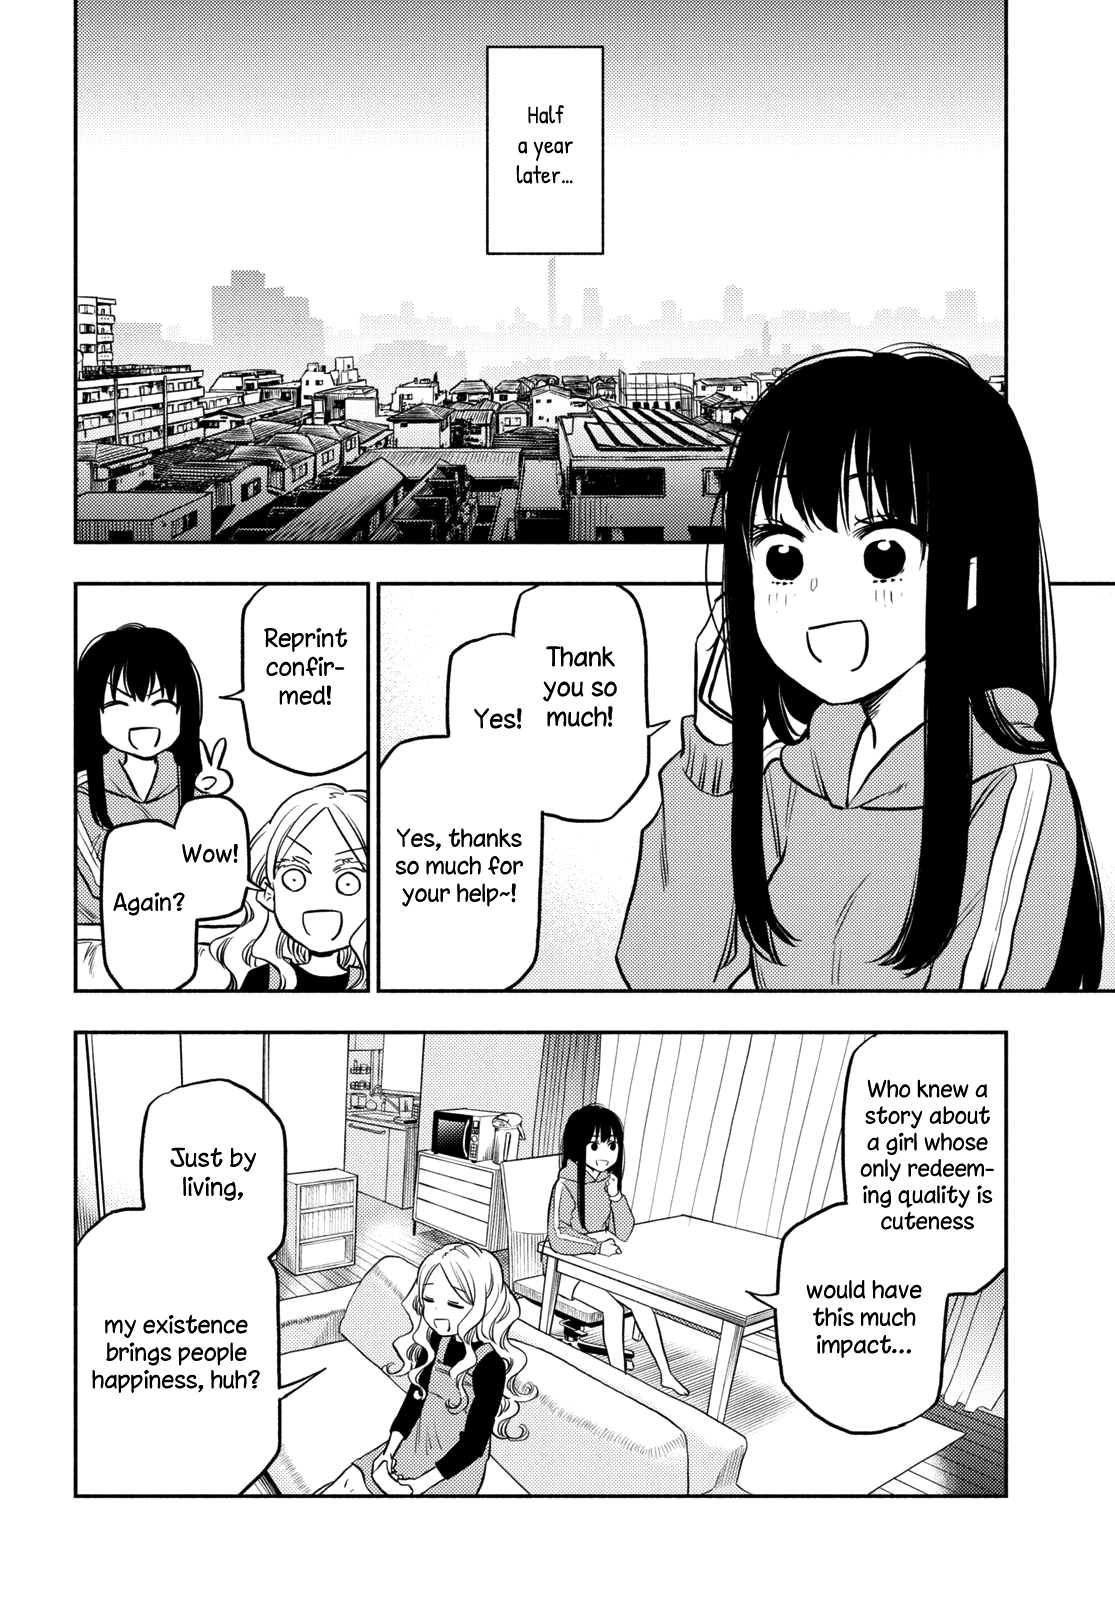 Half
a year
later...
Thank
you so
much!
Yes!
Yes, thanks
so much for
your help~!
Reprint
confir-
med!
Wow!
Again?
Who knew a
story about
a girl whose
only redeem-
ing quality is
cuteness
would have
this much
impact...
Just by
living,
my existence
brings people
happiness, huh?